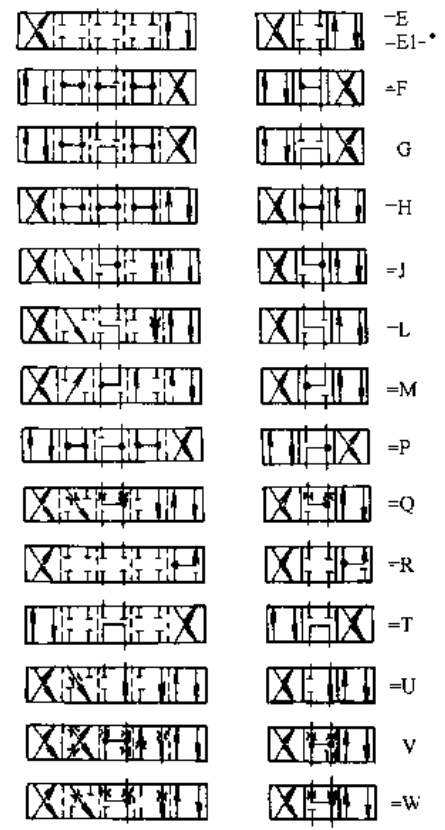 =E
=E1-*
=F
G
=H
=J
=L
=M
=P
=Q
=R
=T
=U
V
=W